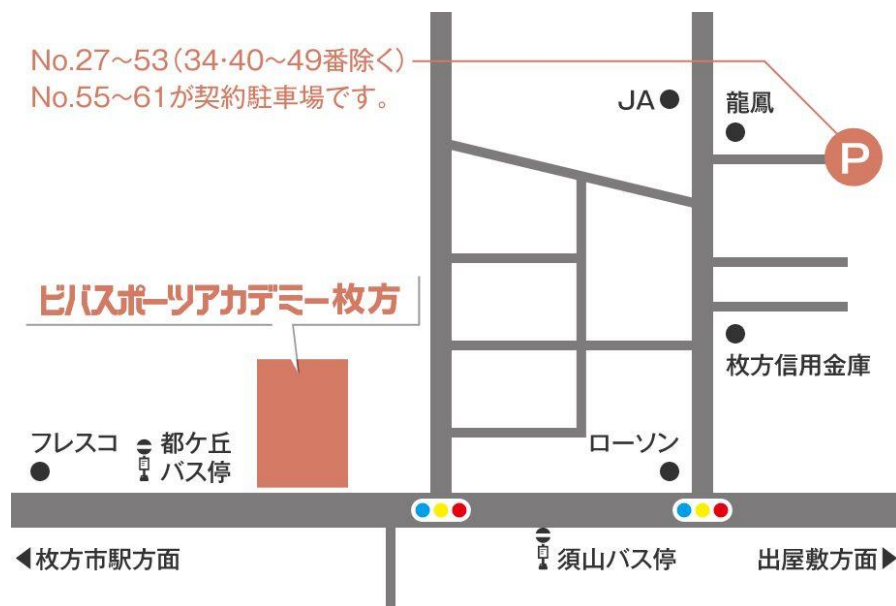 No.27〜53（34・40〜49番除く）
No.55〜61が契約駐車場です。
JA
龍鳳
P
ビバスポーツアカデミー枚方
枚方信用金庫
フレスコ
都ケ丘
バス停
ローソン
枚方市駅方面
須山バス停
出屋敷方面